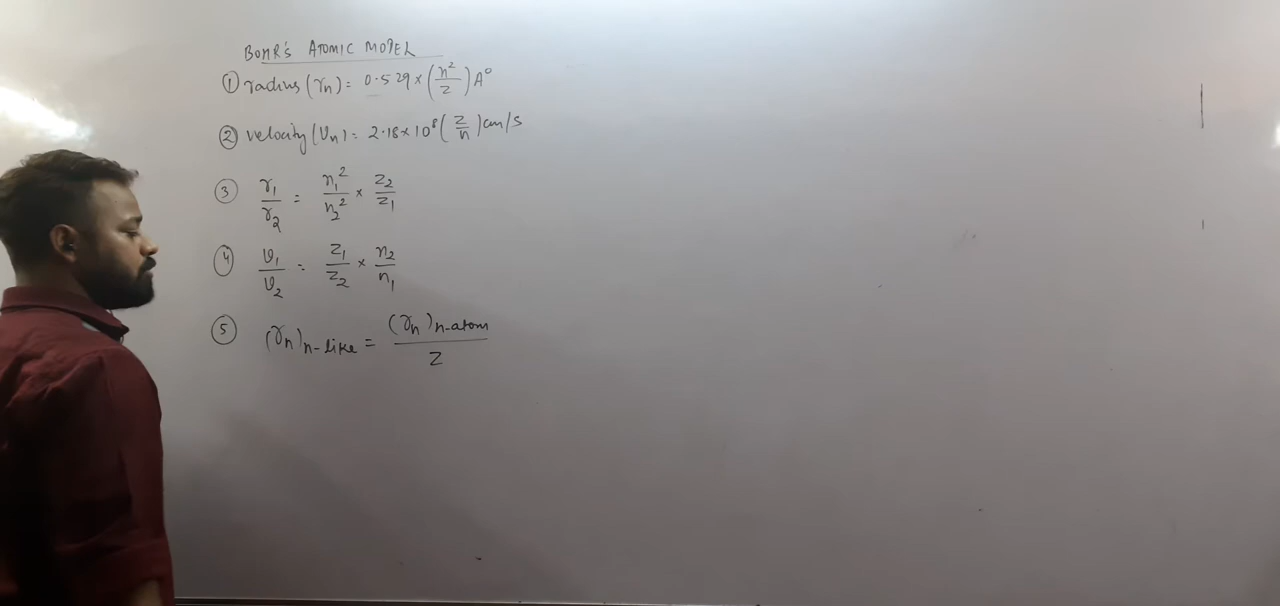 BOHR'S ATOMIC MODEL
① radius (rn) = 0.529 × (n²/Z) A°
② velocity (vn) = 2.18 × 10⁸ (Z/n) cm/s
③ r₁/r₂ = n₁²/n₂² × Z₂/Z₁
④ v₁/v₂ = Z₁/Z₂ × n₂/n₁
⑤ (rn)n-like = (rn)n-atom/Z